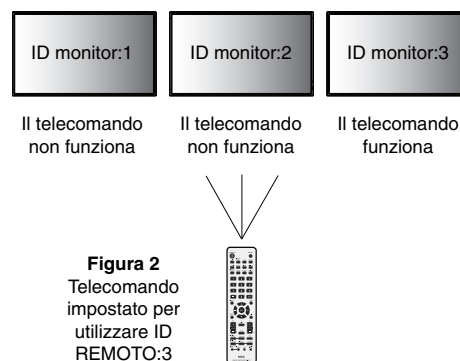 ID monitor:1 ID monitor:2 ID monitor:3
Il telecomando non funziona
Il telecomando non funziona
Il telecomando funziona
Figura 2
Telecomando
impostato per
utilizzare ID
REMOTO:3